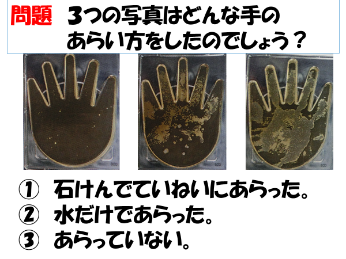 問題 3つの写真はどんな手の
あらい方をしたのでしょう？
① 石けんでていねいにあらった。
② 水だけであらった。
③ あらっていない。